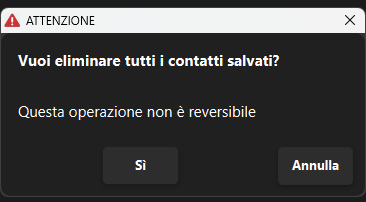 ATTENZIONE
Vuoi eliminare tutti i contatti salvati?
Questa operazione non è reversibile
Sì
Annulla